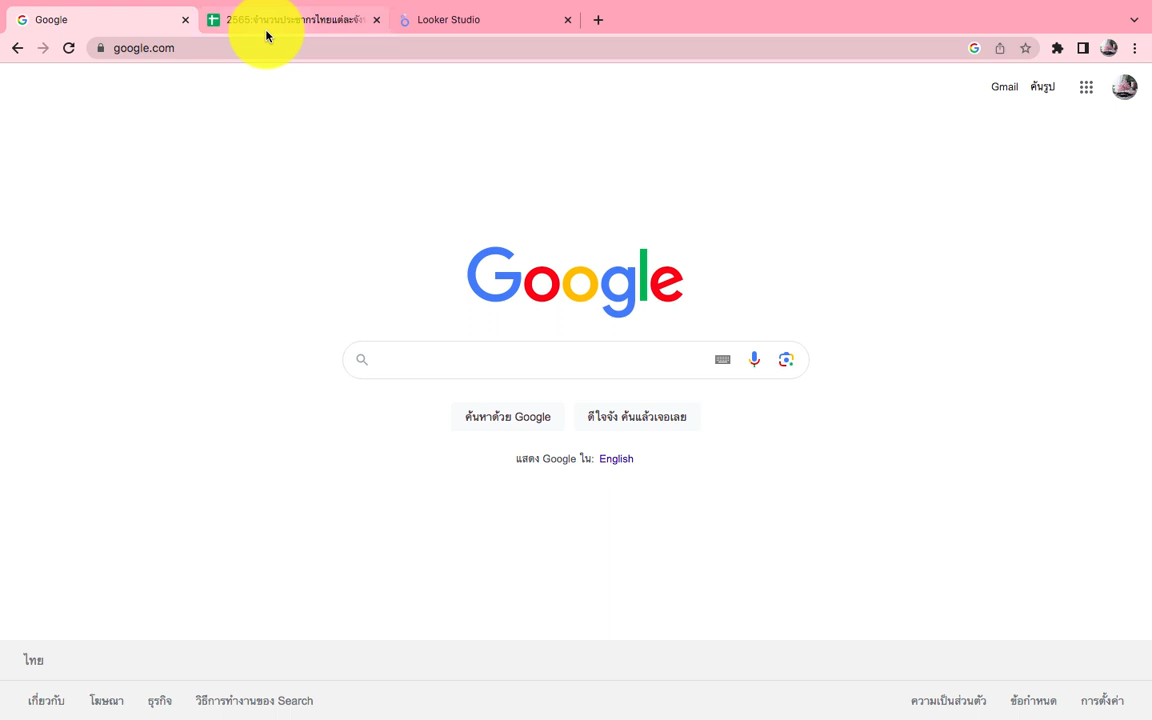 Google
2565:จำนวนประชากรไทยแต่ละจัง
Looker Studio
google.com
Gmail
ค้นรูป
Google
ค้นหาด้วย Google
ดีใจจัง ค้นแล้วเจอเลย
แสดง Google ใน: English
ไทย
เกี่ยวกับ
โฆษณา
ธุรกิจ
วิธีการทำงานของ Search
ความเป็นส่วนตัว
ข้อกำหนด
การตั้งค่า